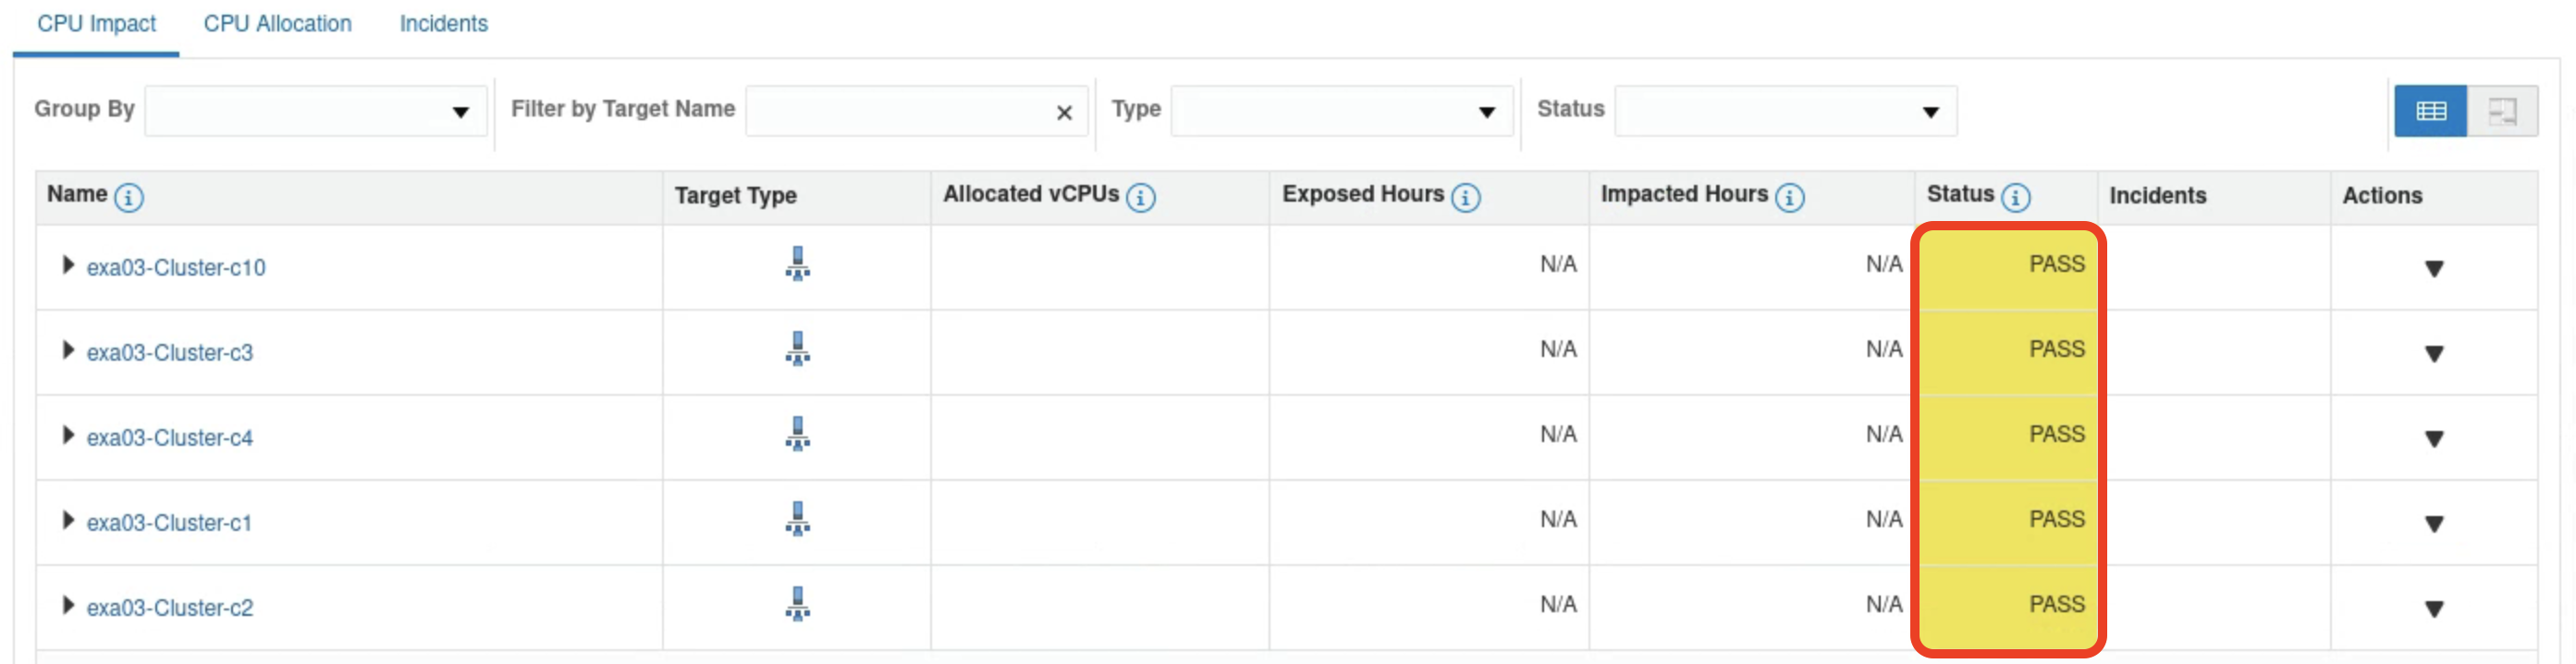 CPU Impact CPU Allocation Incidents
Group By Filter by Target Name Type Status
Name Target Type Allocated vCPUs Exposed Hours Impacted Hours Status Incidents Actions
exa03-Cluster-c10 N/A N/A PASS
exa03-Cluster-c3 N/A N/A PASS
exa03-Cluster-c4 N/A N/A PASS
exa03-Cluster-c1 N/A N/A PASS
exa03-Cluster-c2 N/A N/A PASS